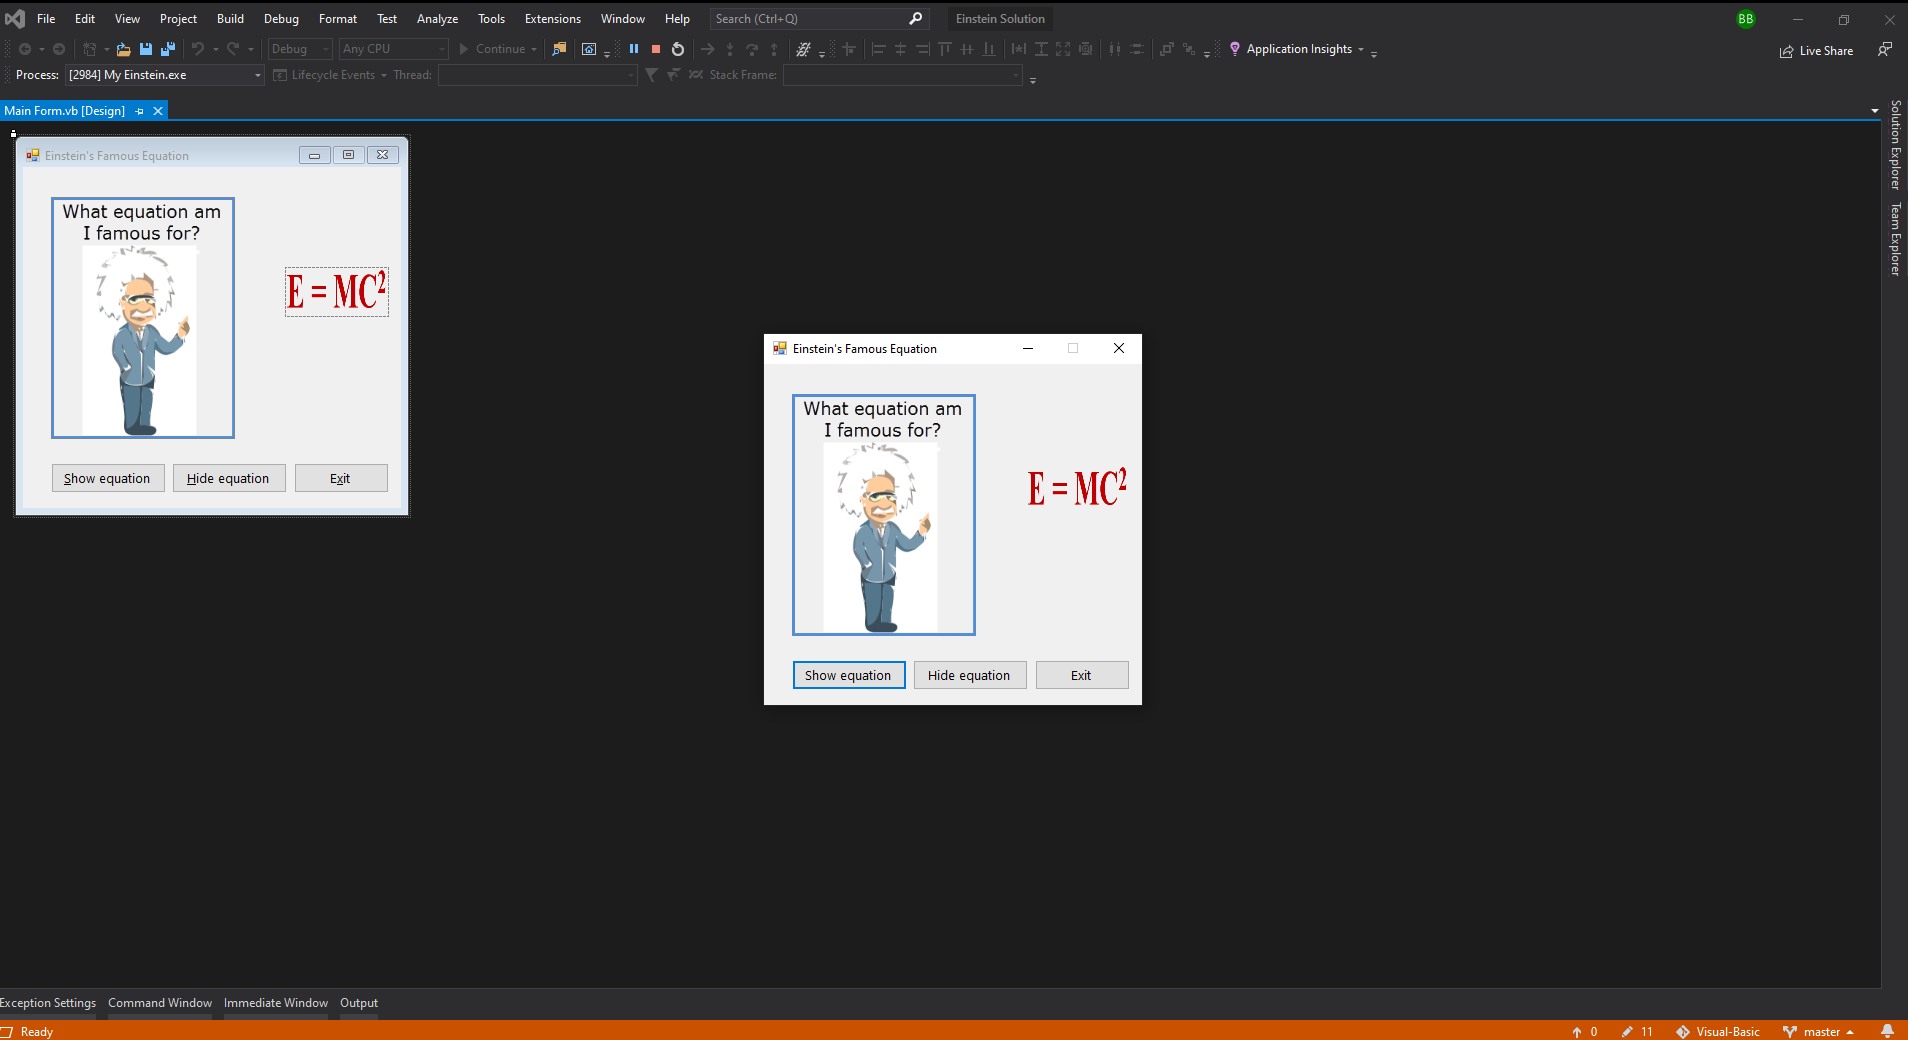 File Edit View Project Build Debug Format Test Analyze Tools Extensions Window Help Search (Ctrl+Q) Einstein Solution BB
Debug Any CPU Continue Application Insights Live Share
Process: [2984] My Einstein.exe Lifecycle Events Thread: Stack Frame:
Main Form.vb [Design]
Solution Explorer
Team Explorer
Einstein's Famous Equation
What equation am
I famous for?
E = MC²
Show equation Hide equation Exit
Einstein's Famous Equation
What equation am
I famous for?
E = MC²
Show equation Hide equation Exit
Exception Settings Command Window Immediate Window Output
Ready 0 11 Visual-Basic master